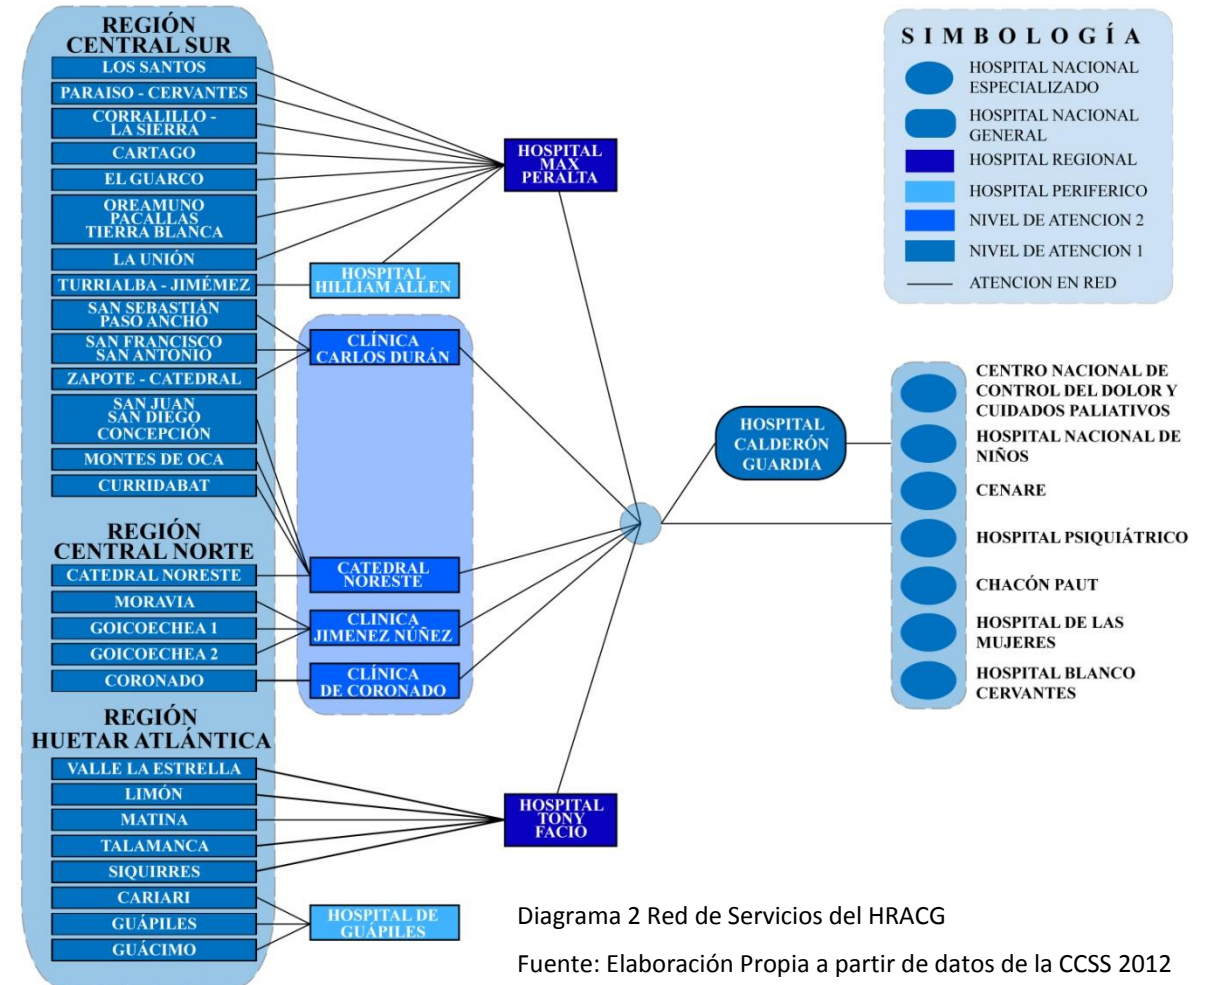 REGIÓN
CENTRAL SUR
LOS SANTOS
PARAISO - CERVANTES
CORRALILLO -
LA SIERRA
CARTAGO
EL GUARCO
OREAMUNO
PACALLAS
TIERRA BLANCA
LA UNIÓN
TURRIALBA - JIMÉMEZ
SAN SEBASTIÁN
PASO ANCHO
SAN FRANCISCO
SAN ANTONIO
ZAPOTE - CATEDRAL
SAN JUAN
SAN DIEGO
CONCEPCIÓN
MONTES DE OCA
CURRIDABAT
REGIÓN
CENTRAL NORTE
CATEDRAL NORESTE
MORAVIA
GOICOECHEA 1
GOICOECHEA 2
CORONADO
REGIÓN
HUETAR ATLÁNTICA
VALLE LA ESTRELLA
LIMÓN
MATINA
TALAMANCA
SIQUIRRES
CARIARI
GUÁPILES
GUÁCIMO
HOSPITAL
HILLIAM ALLEN
CLÍNICA
CARLOS DURÁN
CATEDRAL
NORESTE
CLINICA
JIMENEZ NÚÑEZ
CLÍNICA
DE CORONADO
HOSPITAL DE
GUÁPILES
HOSPITAL
MAX
PERALTA
HOSPITAL
TONY
FACIO
HOSPITAL
CALDERÓN
GUARDIA
SIMBOLOGÍA
HOSPITAL NACIONAL
ESPECIALIZADO
HOSPITAL NACIONAL
GENERAL
HOSPITAL REGIONAL
HOSPITAL PERIFERICO
NIVEL DE ATENCION 2
NIVEL DE ATENCION 1
ATENCION EN RED
CENTRO NACIONAL DE
CONTROL DEL DOLOR Y
CUIDADOS PALIATIVOS
HOSPITAL NACIONAL DE
NIÑOS
CENARE
HOSPITAL PSIQUIÁTRICO
CHACÓN PAUT
HOSPITAL DE LAS
MUJERES
HOSPITAL BLANCO
CERVANTES
Diagrama 2 Red de Servicios del HRACG
Fuente: Elaboración Propia a partir de datos de la CCSS 2012